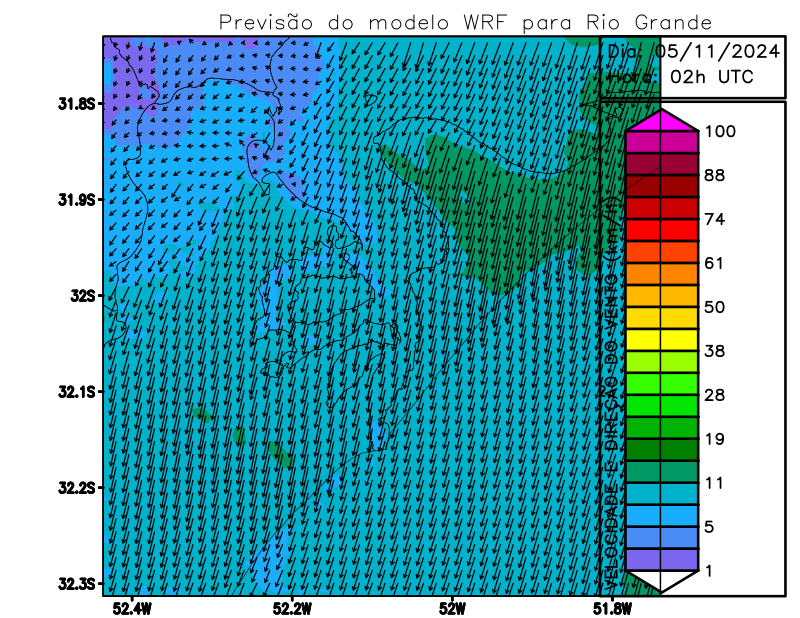 Previsão do modelo WRF para Rio Grande
Dia: 05/11/2024
Hora: 02h UTC
31.8S
31.9S
32S
32.1S
32.2S
32.3S
52.4W
52.2W
52W
51.8W
VELOCIDADE E DIREÇÃO DO VENTO (km/h)
100
88
74
61
50
38
28
19
11
5
1